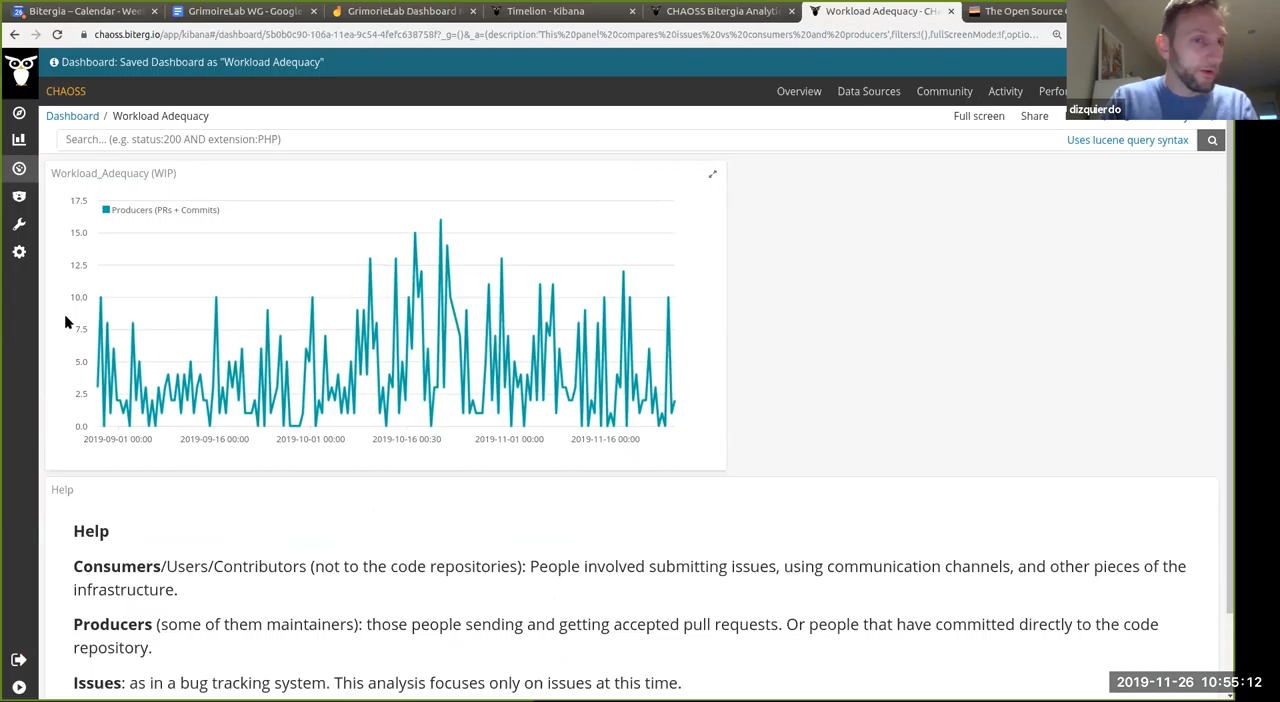 Bitergia – Calendar - Wee
GrimoireLab WG - Google
GrimorieLab Dashboard
Timelion - Kibana
CHAOSS Bitergia Analyti
Workload Adequacy - CH
The Open Source
chaoss.biterg.io/app/kibana#/dashboard/5b0b0c90-106a-11ea-9c54-4fefc638758f?_g=()&_a=(description:'This%20panel%20compares%20issues%20vs%20consumers%20and%20producers',filters:!(),fullScreenMode:!f,optio...
dizquierdo
Dashboard: Saved Dashboard as "Workload Adequacy"
CHAOSS
Overview
Data Sources
Community
Activity
Perfo
Dashboard / Workload Adequacy
Full screen
Share
Search... (e.g. status:200 AND extension:PHP)
Uses lucene query syntax
Workload_Adequacy (WIP)
Producers (PRs + Commits)
17.5
15.0
12.5
10.0
7.5
5.0
2.5
0.0
2019-09-01 00:00
2019-09-16 00:00
2019-10-01 00:00
2019-10-16 00:30
2019-11-01 00:00
2019-11-16 00:00
Help
Help
Consumers/Users/Contributors (not to the code repositories): People involved submitting issues, using communication channels, and other pieces of the
infrastructure.
Producers (some of them maintainers): those people sending and getting accepted pull requests. Or people that have committed directly to the code
repository.
Issues: as in a bug tracking system. This analysis focuses only on issues at this time.
2019-11-26 10:55:12